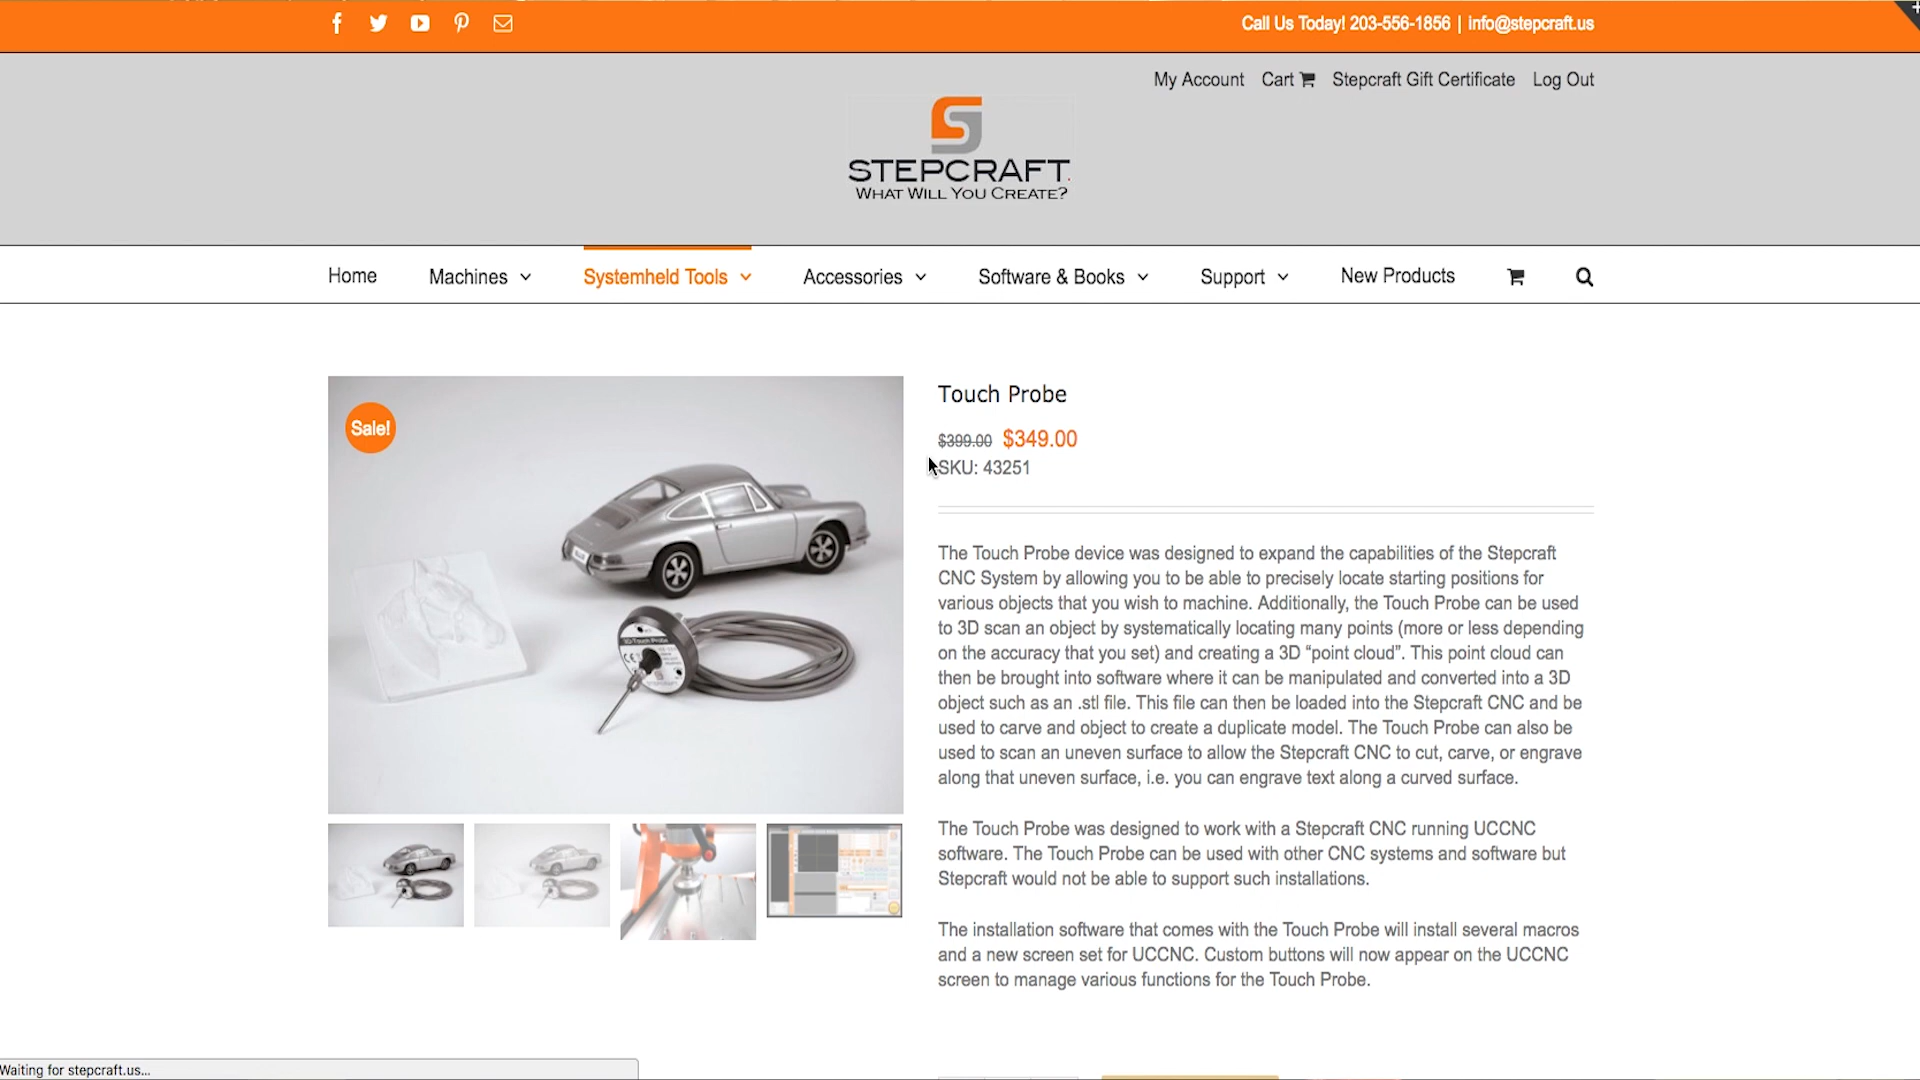 Call Us Today! 203-556-1856 | info@stepcraft.us
My Account Cart Stepcraft Gift Certificate Log Out
STEPCRAFT
WHAT WILL YOU CREATE?
Home Machines Systemheld Tools Accessories Software & Books Support New Products
Sale!
Touch Probe
$399.00 $349.00
SKU: 43251
The Touch Probe device was designed to expand the capabilities of the Stepcraft
CNC System by allowing you to be able to precisely locate starting positions for
various objects that you wish to machine. Additionally, the Touch Probe can be used
to 3D scan an object by systematically locating many points (more or less depending
on the accuracy that you set) and creating a 3D “point cloud”. This point cloud can
then be brought into software where it can be manipulated and converted into a 3D
object such as an .stl file. This file can then be loaded into the Stepcraft CNC and be
used to carve and object to create a duplicate model. The Touch Probe can also be
used to scan an uneven surface to allow the Stepcraft CNC to cut, carve, or engrave
along that uneven surface, i.e. you can engrave text along a curved surface.
The Touch Probe was designed to work with a Stepcraft CNC running UCCNC
software. The Touch Probe can be used with other CNC systems and software but
Stepcraft would not be able to support such installations.
The installation software that comes with the Touch Probe will install several macros
and a new screen set for UCCNC. Custom buttons will now appear on the UCCNC
screen to manage various functions for the Touch Probe.
3D-Touch Probe
CE
Waiting for stepcraft.us...